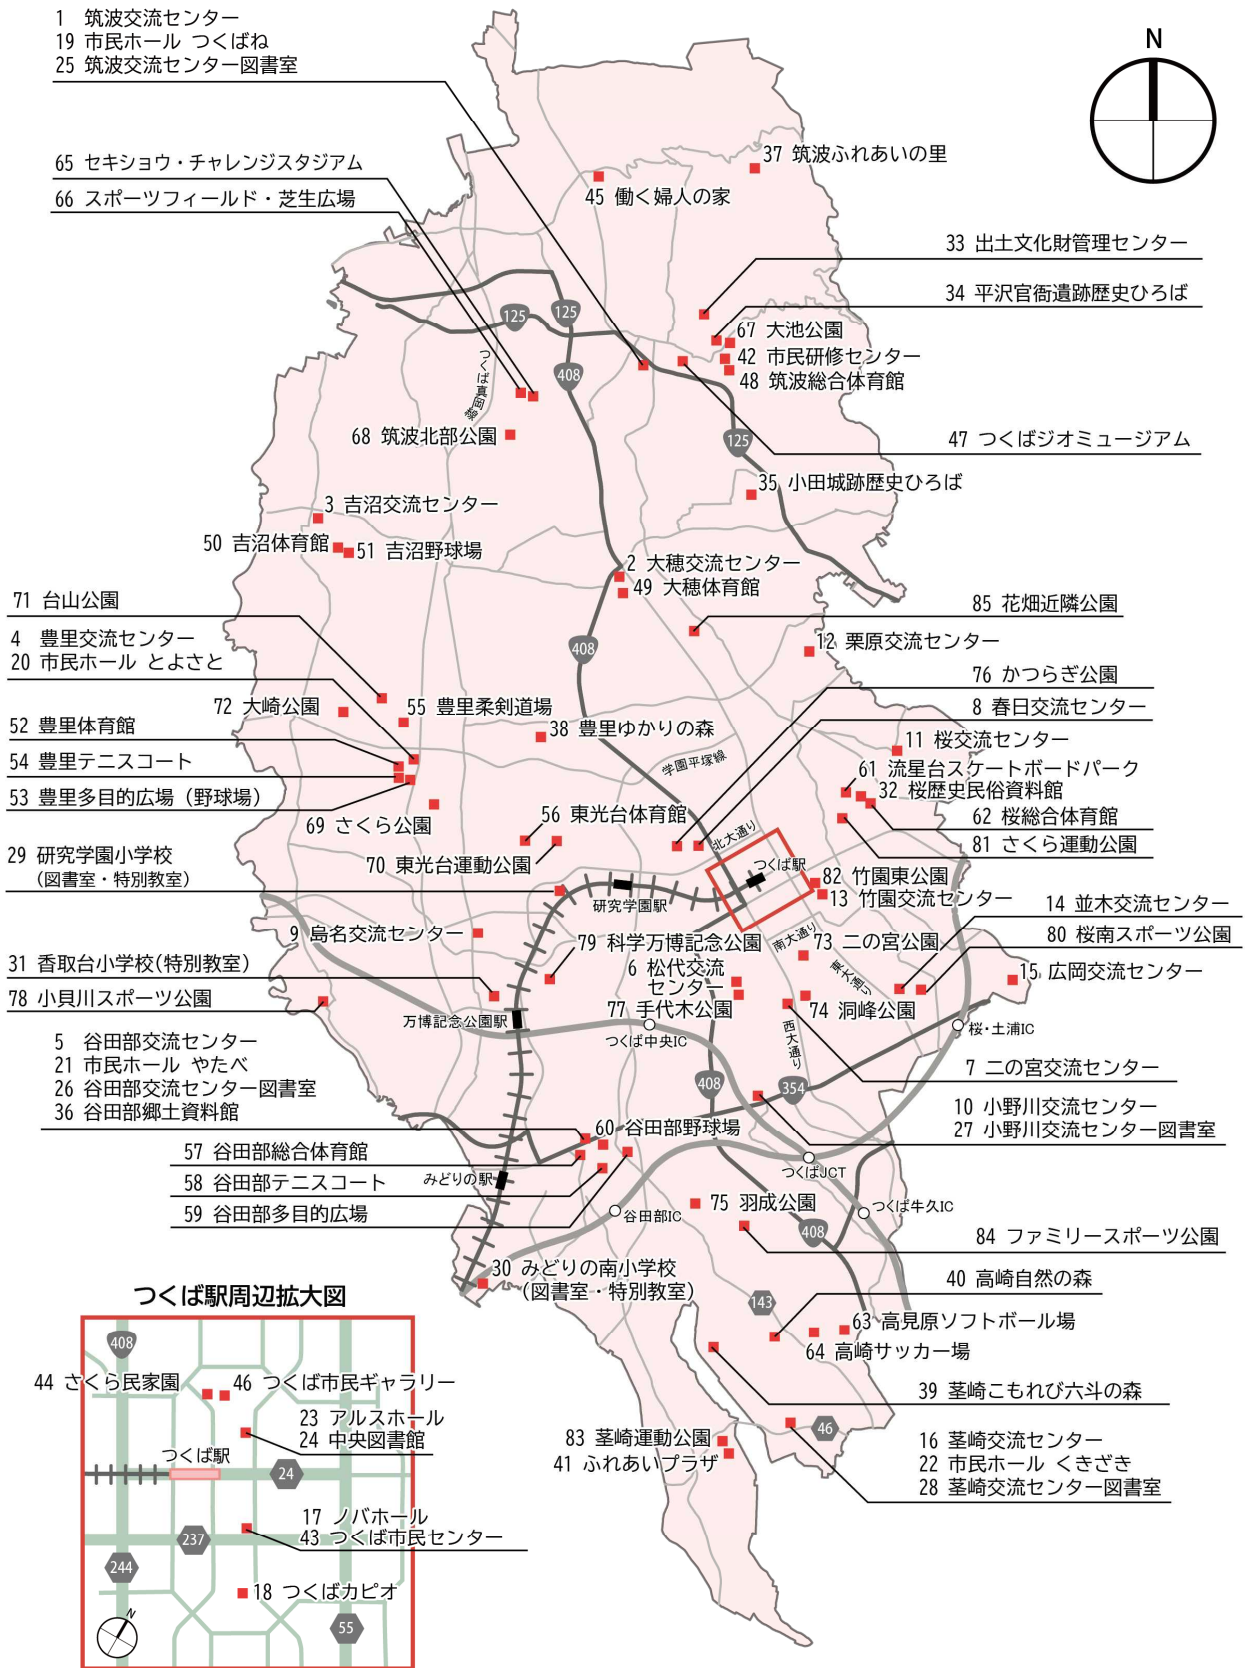 1 筑波交流センター
19 市民ホール つくばね
25 筑波交流センター図書室
N
65 セキショウ・チャレンジスタジアム
66 スポーツフィールド・芝生広場
37 筑波ふれあいの里
45 働く婦人の家
33 出土文化財管理センター
34 平沢官衙遺跡歴史ひろば
125
125
67 大池公園
42 市民研修センター
48 筑波総合体育館
408
つくば真岡線
68 筑波北部公園
125
47 つくばジオミュージアム
35 小田城跡歴史ひろば
3 吉沼交流センター
50 吉沼体育館
51 吉沼野球場
2 大穂交流センター
49 大穂体育館
71 台山公園
85 花畑近隣公園
4 豊里交流センター
20 市民ホール とよさと
408
12 栗原交流センター
76 かつらぎ公園
72 大崎公園
55 豊里柔剣道場
8 春日交流センター
52 豊里体育館
38 豊里ゆかりの森
11 桜交流センター
54 豊里テニスコート
学園平塚線
61 流星台スケートボードパーク
32 桜歴史民俗資料館
53 豊里多目的広場（野球場）
62 桜総合体育館
69 さくら公園
56 東光台体育館
北大通り
81 さくら運動公園
29 研究学園小学校
（図書室・特別教室）
70 東光台運動公園
つくば駅
82 竹園東公園
13 竹園交流センター
研究学園駅
14 並木交流センター
9 島名交流センター
79 科学万博記念公園
南大通り
73 二の宮公園
80 桜南スポーツ公園
31 香取台小学校(特別教室)
6 松代交流
センター
東大通り
15 広岡交流センター
78 小貝川スポーツ公園
77 手代木公園
74 洞峰公園
万博記念公園駅
つくば中央IC
西大通り
桜・土浦IC
5 谷田部交流センター
21 市民ホール やたべ
26 谷田部交流センター図書室
36 谷田部郷土資料館
7 二の宮交流センター
408
354
10 小野川交流センター
27 小野川交流センター図書室
60 谷田部野球場
57 谷田部総合体育館
58 谷田部テニスコート
59 谷田部多目的広場
みどりの駅
つくばJCT
谷田部IC
75 羽成公園
つくば牛久IC
408
84 ファミリースポーツ公園
30 みどりの南小学校
（図書室・特別教室）
40 高崎自然の森
143
63 高見原ソフトボール場
64 高崎サッカー場
39 茎崎こもれび六斗の森
46
83 茎崎運動公園
41 ふれあいプラザ
16 茎崎交流センター
22 市民ホール くきざき
28 茎崎交流センター図書室
つくば駅周辺拡大図
408
44 さくら民家園
46 つくば市民ギャラリー
23 アルスホール
24 中央図書館
つくば駅
24
17 ノバホール
43 つくば市民センター
237
244
18 つくばカピオ
N
55